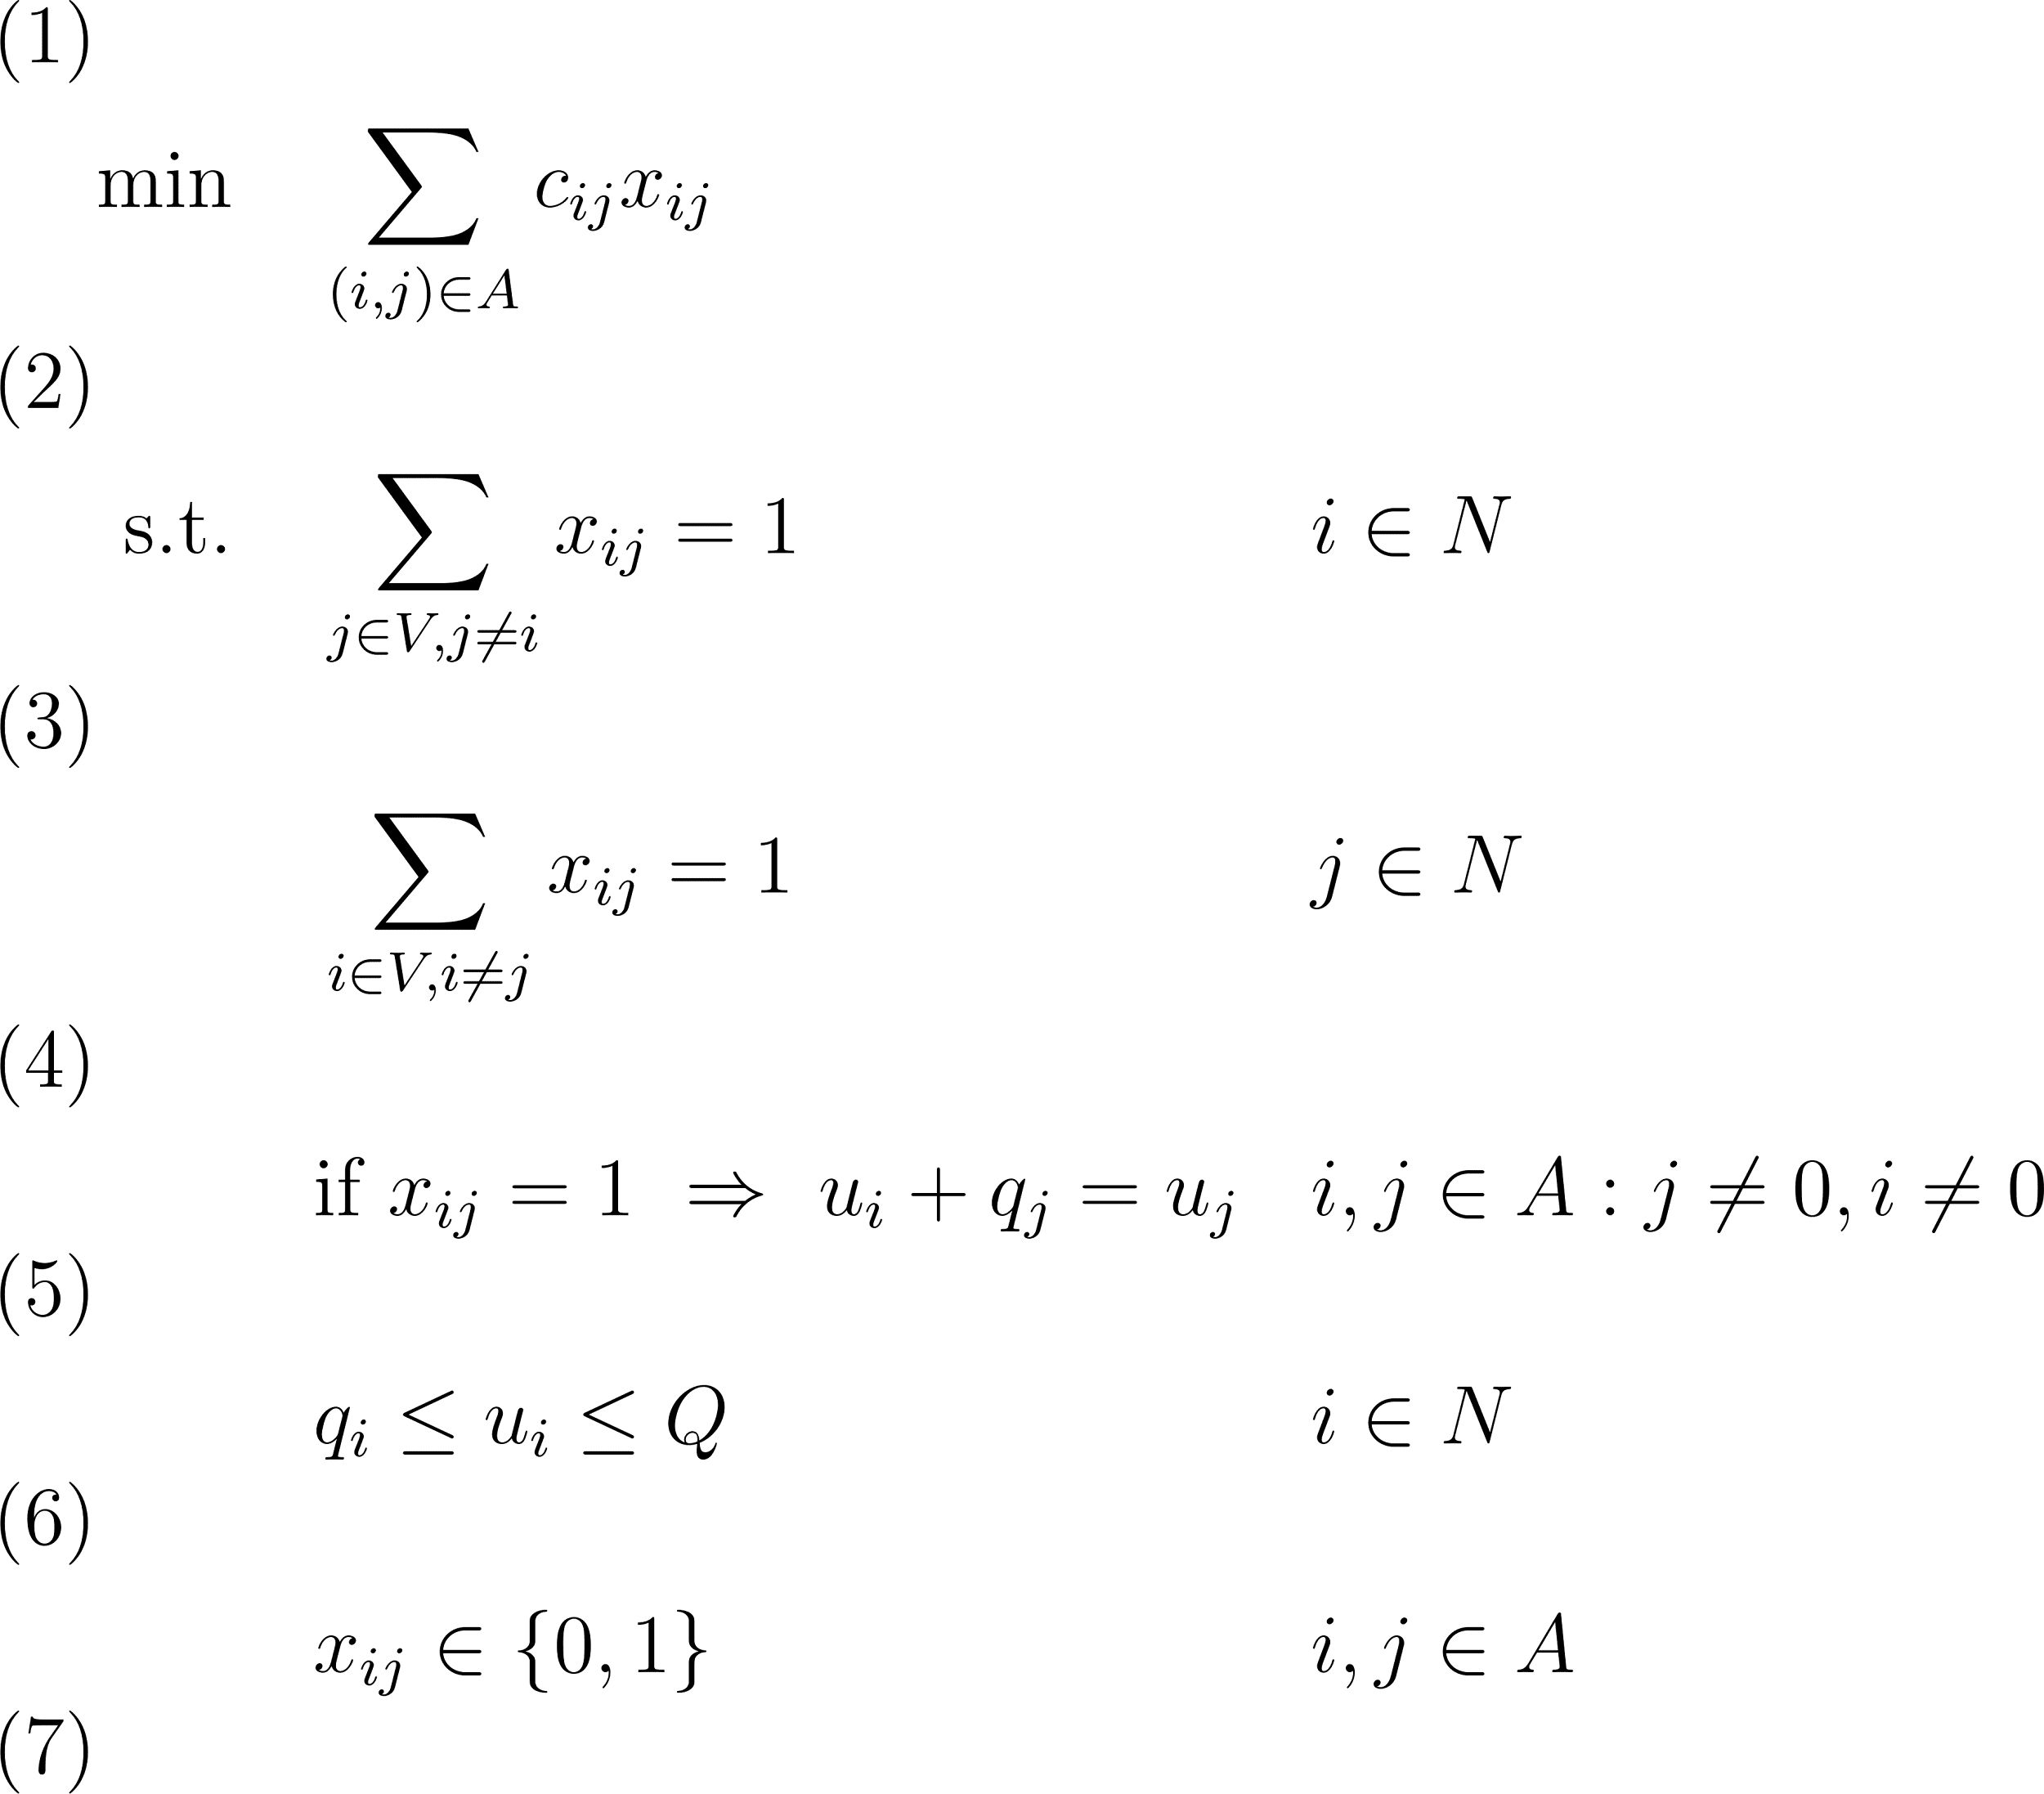 (1)
min ∑_{(i,j)∈A} c_{ij}x_{ij}
(2)
s.t. ∑_{j∈V,j≠i} x_{ij} = 1 i ∈ N
(3)
∑_{i∈V,i≠j} x_{ij} = 1 j ∈ N
(4)
if x_{ij} = 1 ⇒ u_i + q_j = u_j i, j ∈ A : j ≠ 0, i ≠ 0
(5)
q_i ≤ u_i ≤ Q i ∈ N
(6)
x_{ij} ∈ {0, 1} i, j ∈ A
(7)